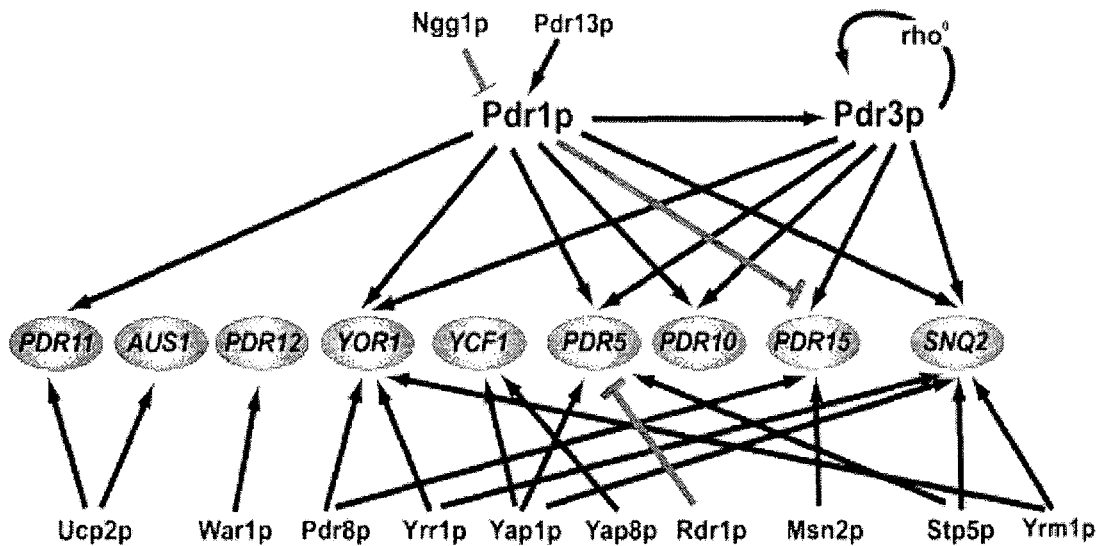 Ngg1p Pdr13p rho⁰
Pdr1p Pdr3p
PDR11 AUS1 PDR12 YOR1 YCF1 PDR5 PDR10 PDR15 SNQ2
Ucp2p War1p Pdr8p Yrr1p Yap1p Yap8p Rdr1p Msn2p Stp5p Yrm1p